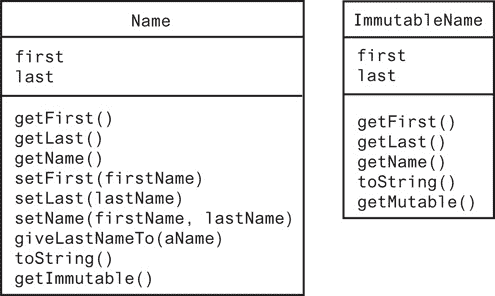 Name
first
last
getFirst()
getLast()
getName()
setFirst(firstName)
setLast(lastName)
setName(firstName, lastName)
giveLastNameTo(aName)
toString()
getImmutable()
ImmutableName
first
last
getFirst()
getLast()
getName()
toString()
getMutable()